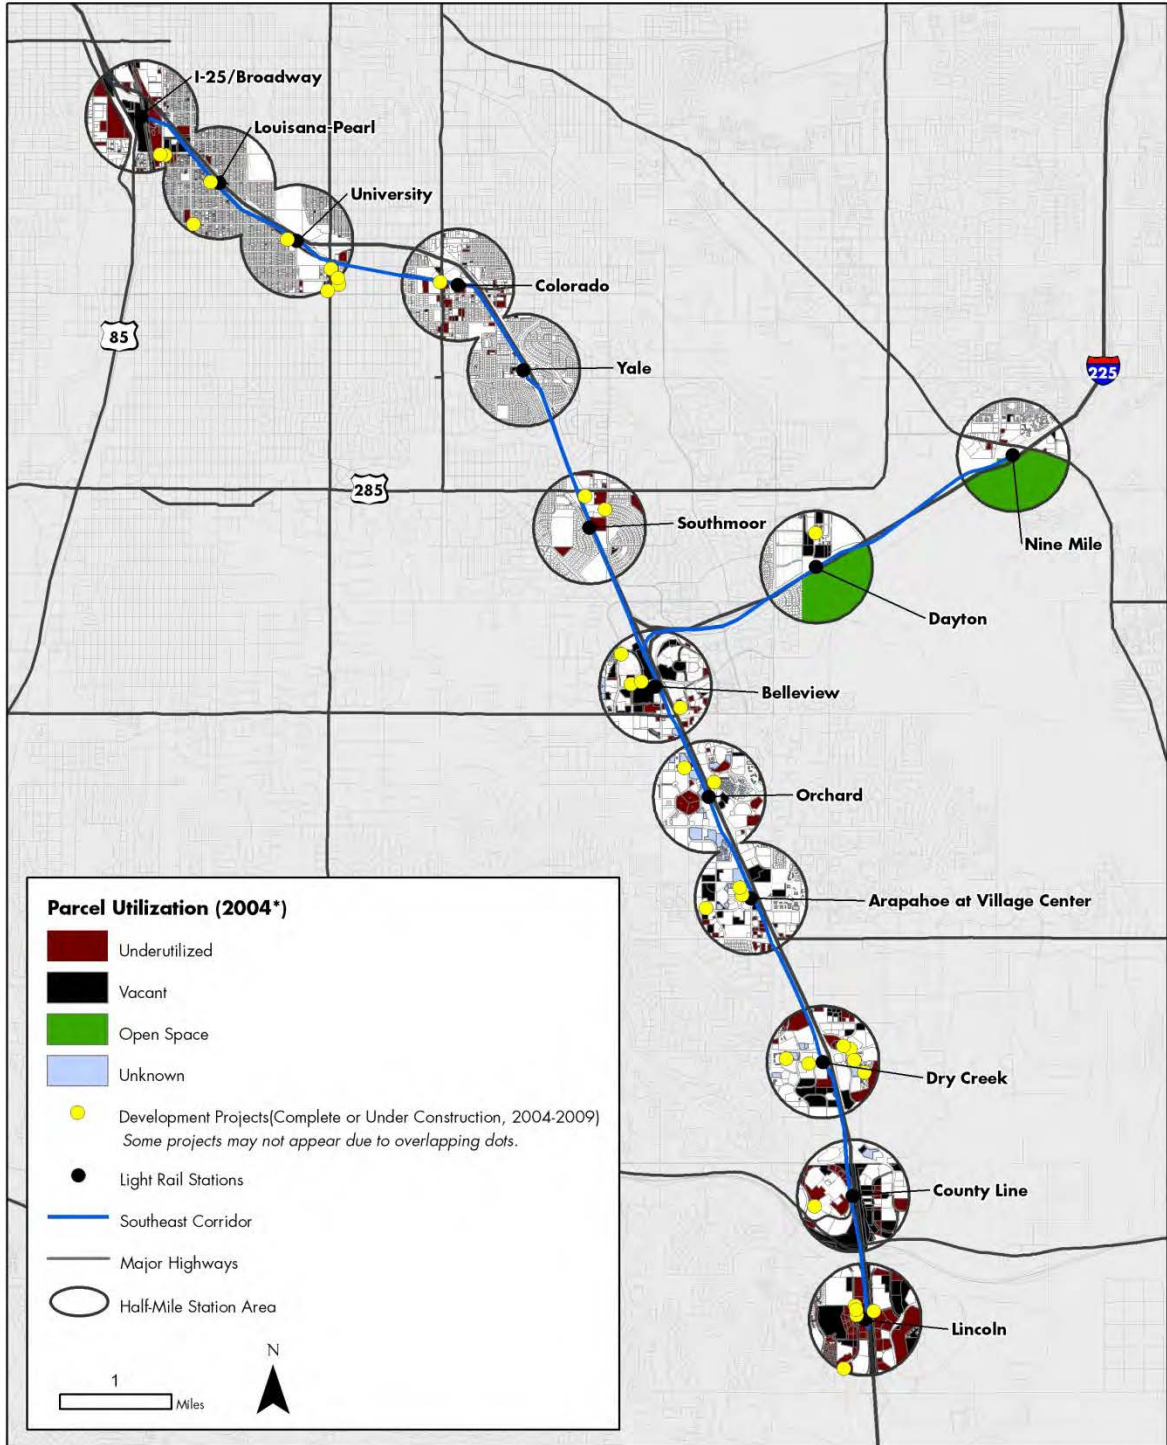 I-25/Broadway
Louisana-Pearl
University
Colorado
85
Yale
225
285
Southmoor
Nine Mile
Dayton
Belleview
Orchard
Arapahoe at Village Center
Dry Creek
County Line
Lincoln
Parcel Utilization (2004*)
Underutilized
Vacant
Open Space
Unknown
Development Projects(Complete or Under Construction, 2004-2009)
Some projects may not appear due to overlapping dots.
Light Rail Stations
Southeast Corridor
Major Highways
Half-Mile Station Area
N
1
Miles